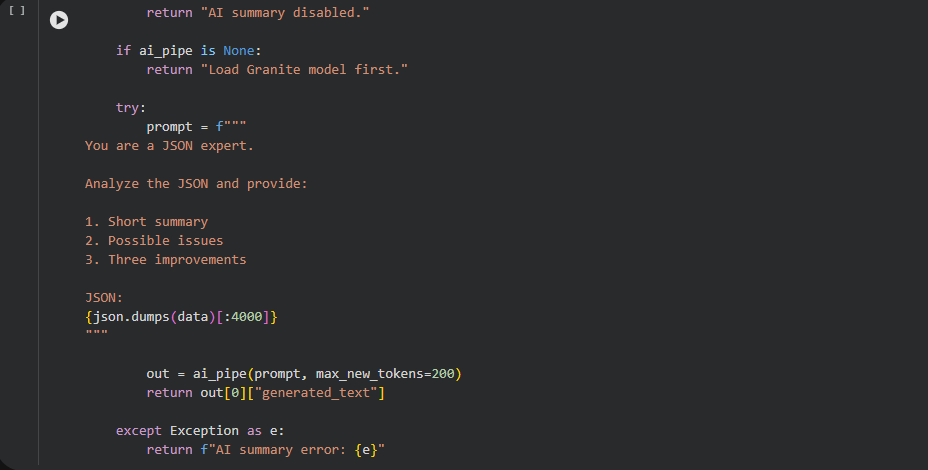 [ ]
        return "AI summary disabled."
    if ai_pipe is None:
        return "Load Granite model first."
    try:
        prompt = f"""
You are a JSON expert.
Analyze the JSON and provide:
1. Short summary
2. Possible issues
3. Three improvements
JSON:
{json.dumps(data)[:4000]}
"""
        out = ai_pipe(prompt, max_new_tokens=200)
        return out[0]["generated_text"]
    except Exception as e:
        return f"AI summary error: {e}"